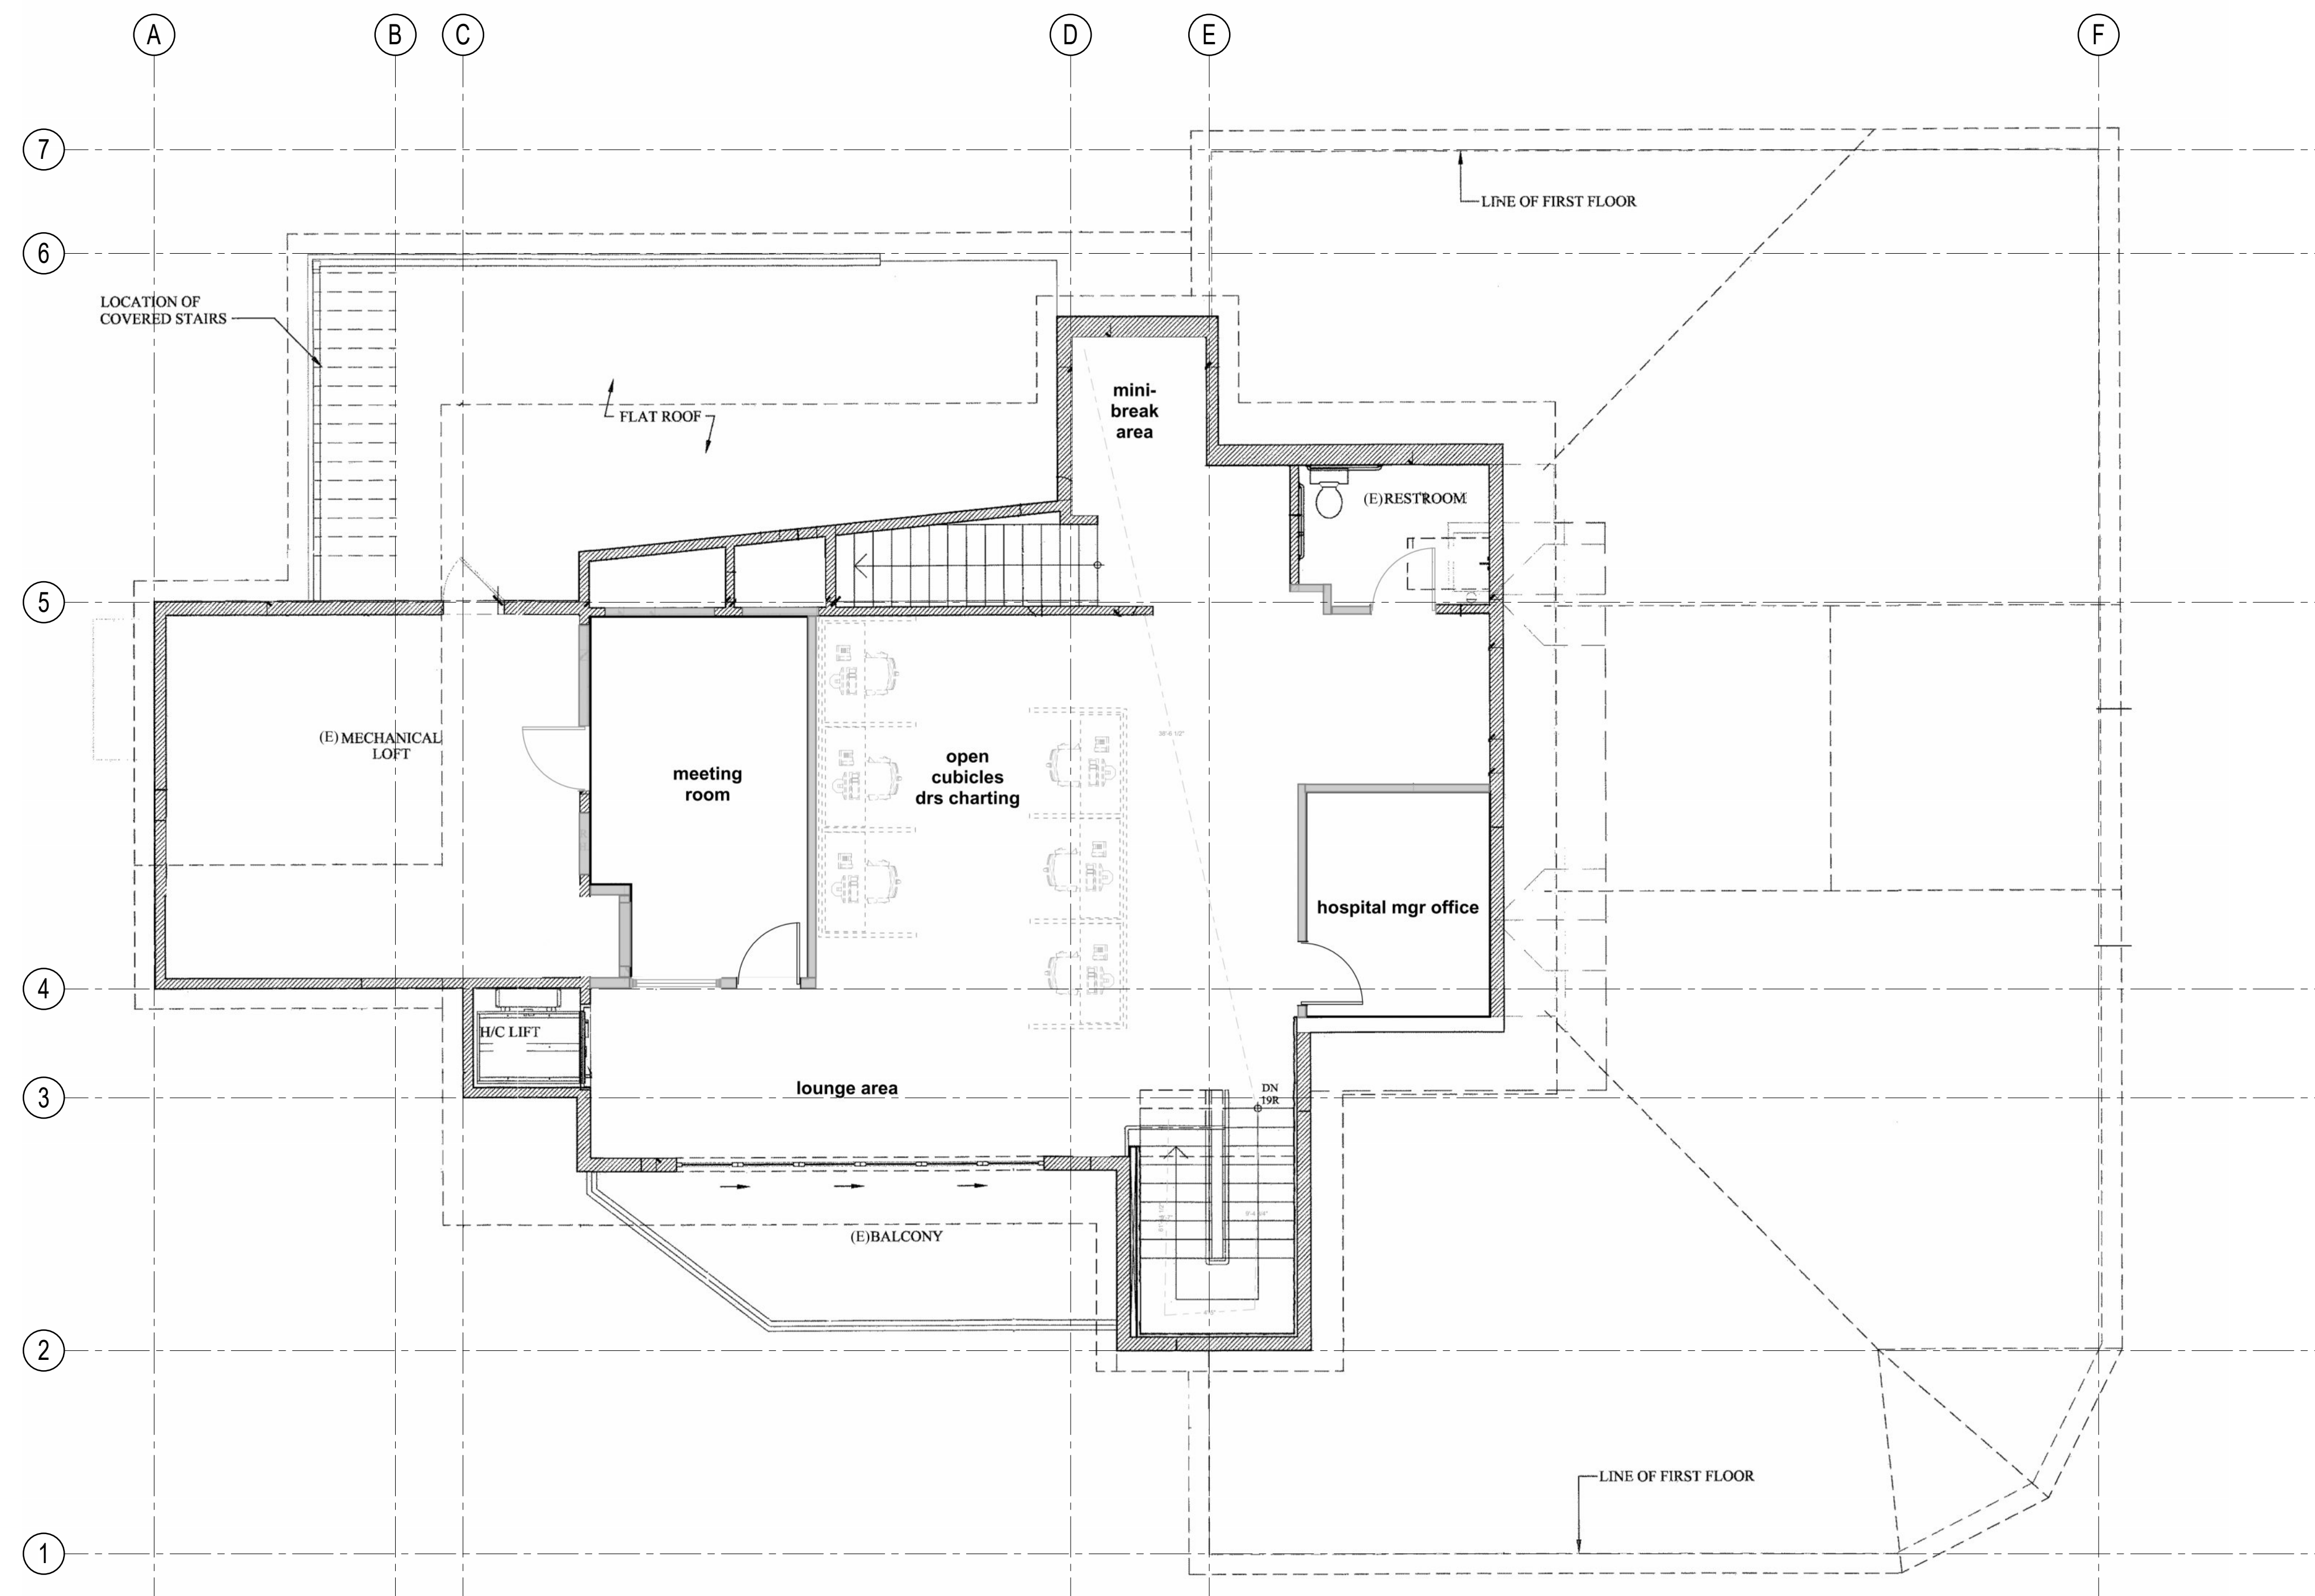 A
B
C
D
E
F
7
LINE OF FIRST FLOOR
6
LOCATION OF
COVERED STAIRS
FLAT ROOF
mini-
break
area
(E)RESTROOM
5
(E) MECHANICAL
LOFT
meeting
room
open
cubicles
drs charting
hospital mgr office
4
H/C LIFT
lounge area
3
DN
19R
(E)BALCONY
2
LINE OF FIRST FLOOR
1